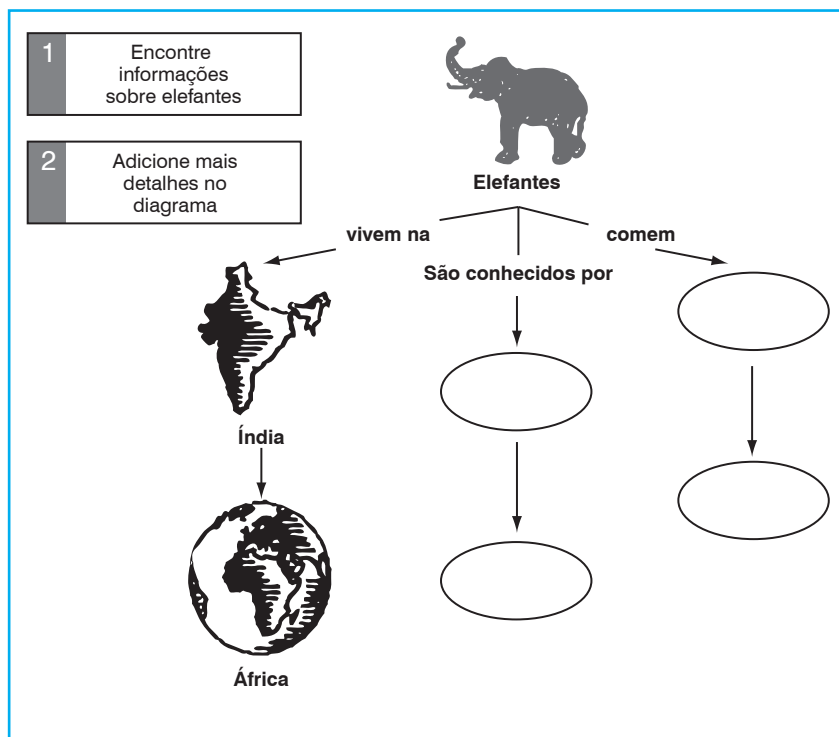 1
Encontre
informações
sobre elefantes
2
Adicione mais
detalhes no
diagrama
Elefantes
vivem na
comem
São conhecidos por
Índia
África